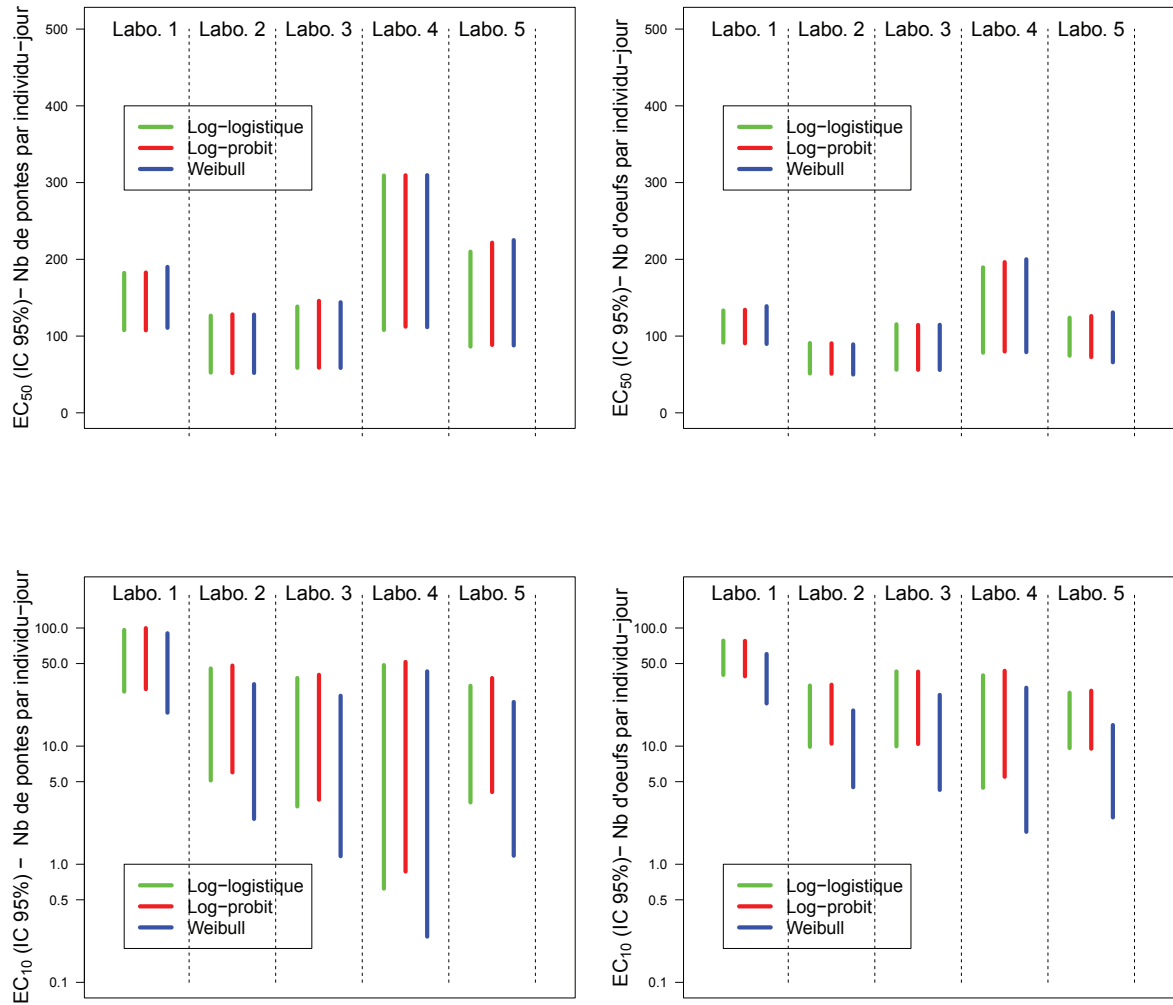 Labo. 1 Labo. 2 Labo. 3 Labo. 4 Labo. 5
500
400
300
200
100
0
EC50 (IC 95%)− Nb de pontes par individu−jour
Log−logistique
Log−probit
Weibull
Labo. 1 Labo. 2 Labo. 3 Labo. 4 Labo. 5
500
400
300
200
100
0
EC50 (IC 95%)− Nb d'oeufs par individu−jour
Log−logistique
Log−probit
Weibull
Labo. 1 Labo. 2 Labo. 3 Labo. 4 Labo. 5
100.0
50.0
10.0
5.0
1.0
0.5
0.1
EC10 (IC 95%) − Nb de pontes par individu−jour
Log−logistique
Log−probit
Weibull
Labo. 1 Labo. 2 Labo. 3 Labo. 4 Labo. 5
100.0
50.0
10.0
5.0
1.0
0.5
0.1
EC10 (IC 95%)− Nb d'oeufs par individu−jour
Log−logistique
Log−probit
Weibull